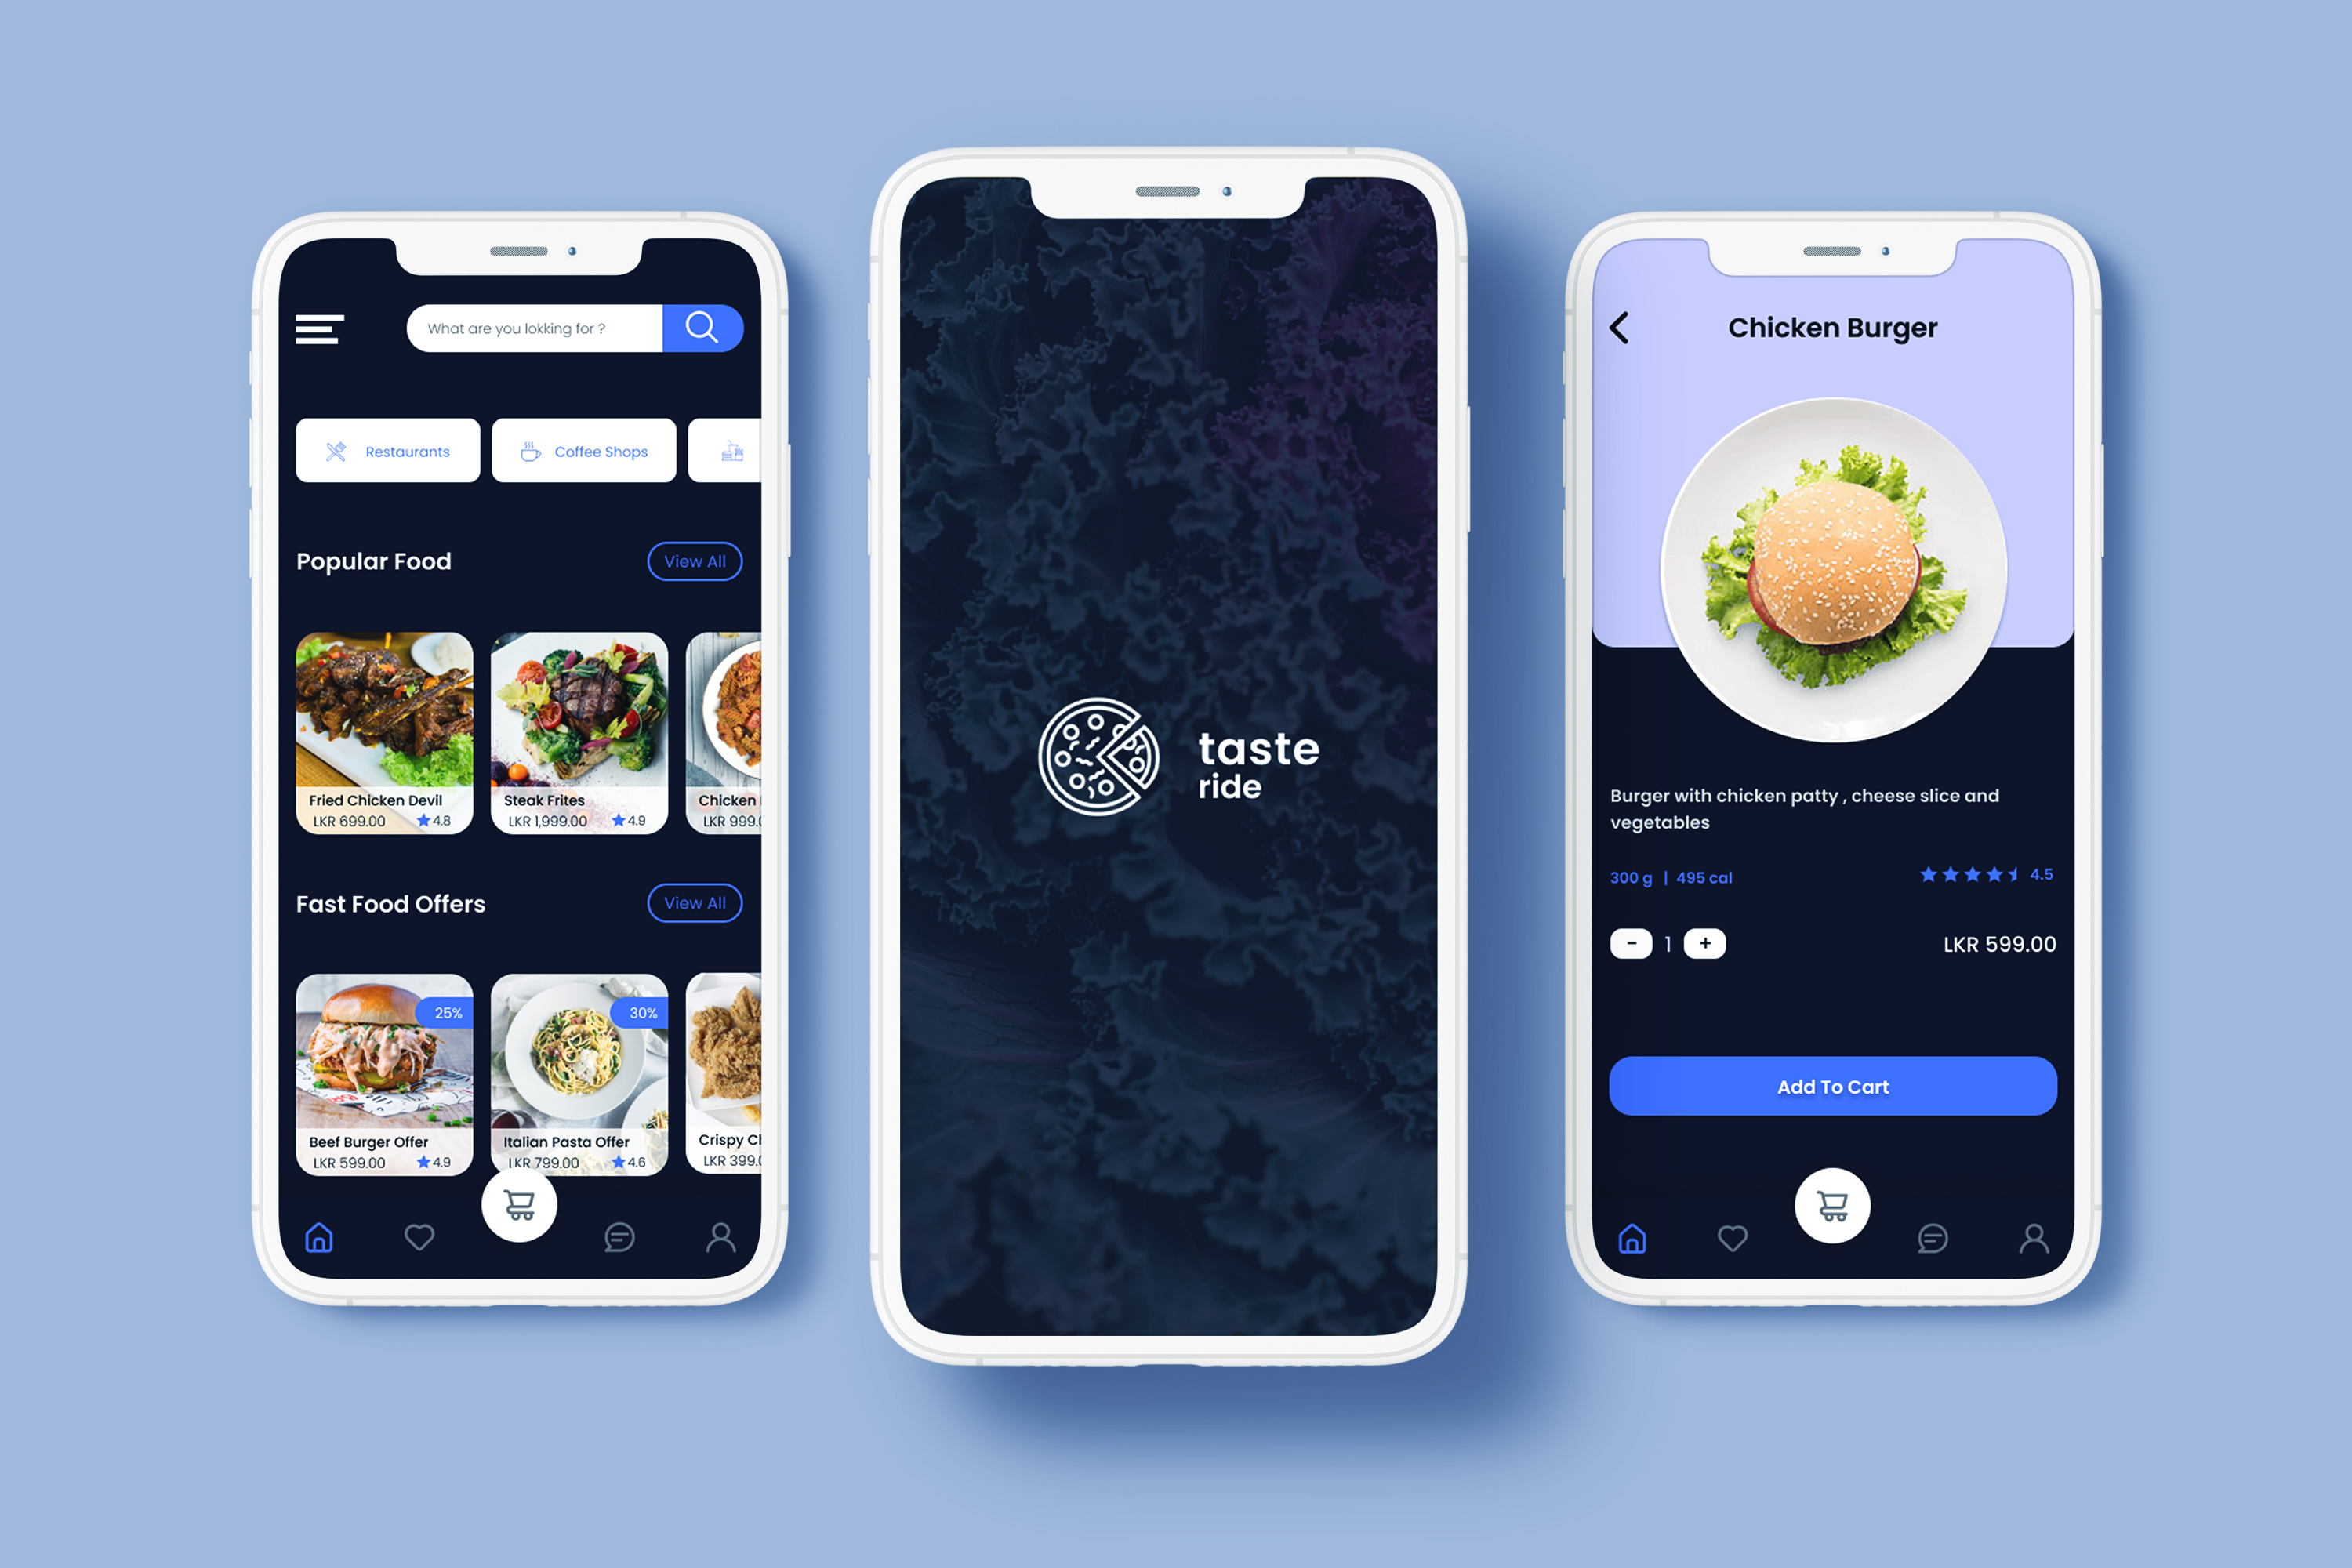 What are you lokking for ?
Restaurants
Coffee Shops
Popular Food
View All
Fried Chicken Devil
LKR 699.00
4.8
Steak Frites
LKR 1,999.00
4.9
Chicken
LKR 999.
Fast Food Offers
View All
25%
Beef Burger Offer
LKR 599.00
4.9
30%
Italian Pasta Offer
LKR 799.00
4.6
Crispy
LKR 399.
taste
ride
Chicken Burger
Burger with chicken patty , cheese slice and
vegetables
300 g | 495 cal
4.5
- 1 +
LKR 599.00
Add To Cart